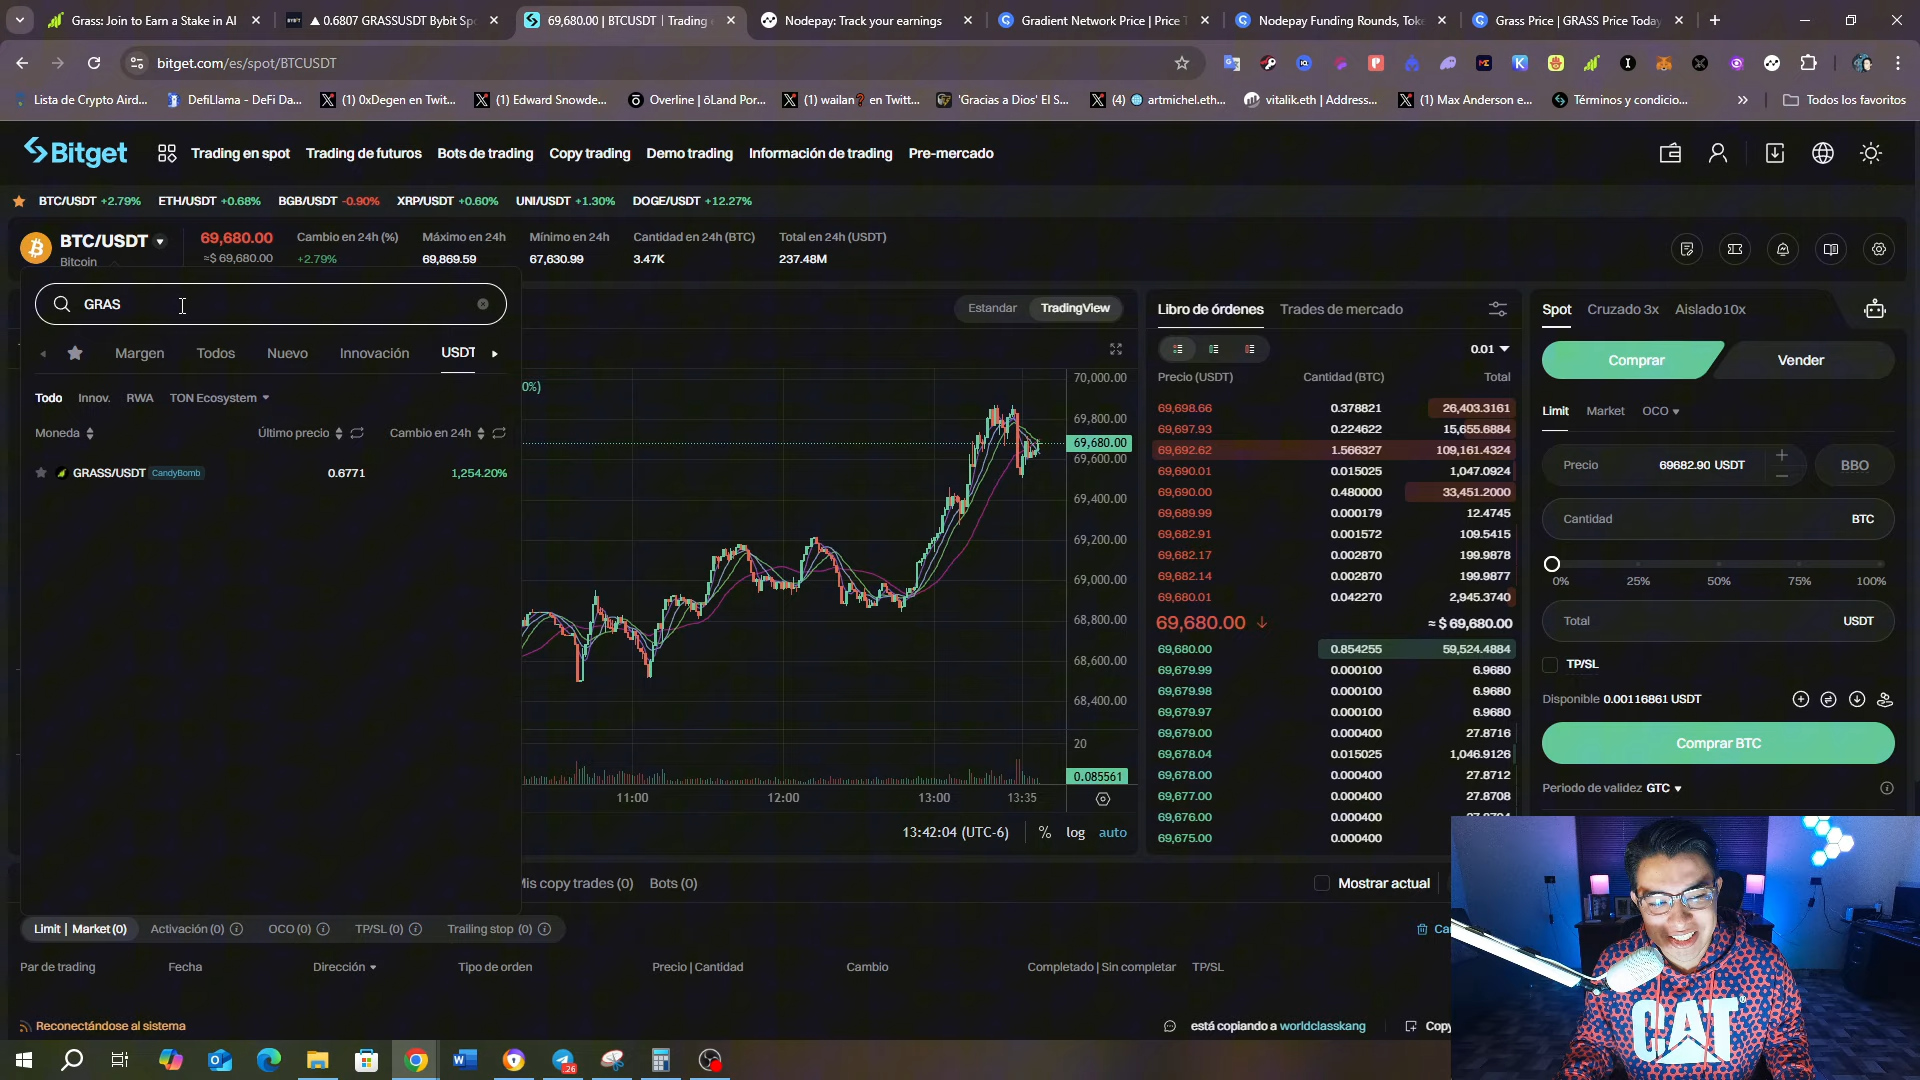 Grass: Join to Earn a Stake in AI
▲ 0.6807 GRASSUSDT Bybit Sp
69,680.00 | BTCUSDT | Trading
Nodepay: Track your earnings
Gradient Network Price | Price T
Nodepay Funding Rounds, Tok
Grass Price | GRASS Price Today
bitget.com/es/spot/BTCUSDT
Lista de Crypto Aird...
DefiLlama - DeFi Da...
(1) 0xDegen en Twit...
(1) Edward Snowde...
Overline | ōLand Por...
(1) wailan❓ en Twitt...
'Gracias a Dios' El S...
(4) 🌐 artmichel.eth...
vitalik.eth | Address...
(1) Max Anderson e...
Términos y condicio...
Todos los favoritos
Bitget
Trading en spot
Trading de futuros
Bots de trading
Copy trading
Demo trading
Información de trading
Pre-mercado
BTC/USDT +2.79%
ETH/USDT +0.68%
BGB/USDT -0.90%
XRP/USDT +0.60%
UNI/USDT +1.30%
DOGE/USDT +12.27%
BTC/USDT
Bitcoin
69,680.00
≈$ 69,680.00
Cambio en 24h (%)
+2.79%
Máximo en 24h
69,869.59
Mínimo en 24h
67,630.99
Cantidad en 24h (BTC)
3.47K
Total en 24h (USDT)
237.48M
GRAS
Margen
Todos
Nuevo
Innovación
USDT
Todo
Innov.
RWA
TON Ecosystem
Moneda
Último precio
Cambio en 24h
GRASS/USDT CandyBomb 0.6771 1,254.20%
Estandar
TradingView
0%)
70,000.00
69,800.00
69,680.00
69,600.00
69,400.00
69,200.00
69,000.00
68,800.00
68,600.00
68,400.00
20
0.085561
11:00
12:00
13:00
13:35
13:42:04 (UTC-6)
%
log
auto
Libro de órdenes
Trades de mercado
0.01
Precio (USDT) Cantidad (BTC) Total
69,698.66 0.378821 26,403.3161
69,697.93 0.224622 15,655.6884
69,692.62 1.566327 109,161.4324
69,690.01 0.015025 1,047.0924
69,690.00 0.480000 33,451.2000
69,689.99 0.000179 12.4745
69,682.91 0.001572 109.5415
69,682.17 0.002870 199.9878
69,682.14 0.002870 199.9877
69,680.01 0.042270 2,945.3740
69,680.00 ↓ ≈ $ 69,680.00
69,680.00 0.854255 59,524.4884
69,679.99 0.000100 6.9680
69,679.98 0.000100 6.9680
69,679.97 0.000100 6.9680
69,679.00 0.000400 27.8716
69,678.04 0.015025 1,046.9126
69,678.00 0.000400 27.8712
69,677.00 0.000400 27.8708
69,676.00 0.000400
69,675.00 0.000400
Spot
Cruzado 3x
Aislado10x
Comprar
Vender
Limit
Market
OCO
Precio 69682.90 USDT
BBO
Cantidad BTC
0% 25% 50% 75% 100%
Total USDT
TP/SL
Disponible 0.00116861 USDT
Comprar BTC
Periodo de validez GTC
Mis copy trades (0)
Bots (0)
Mostrar actual
Limit | Market (0)
Activación (0)
OCO (0)
TP/SL (0)
Trailing stop (0)
Ca
Par de trading
Fecha
Dirección
Tipo de orden
Precio | Cantidad
Cambio
Completado | Sin completar
TP/SL
Reconectándose al sistema
está copiando a worldclasskang
Copy
CAT
26